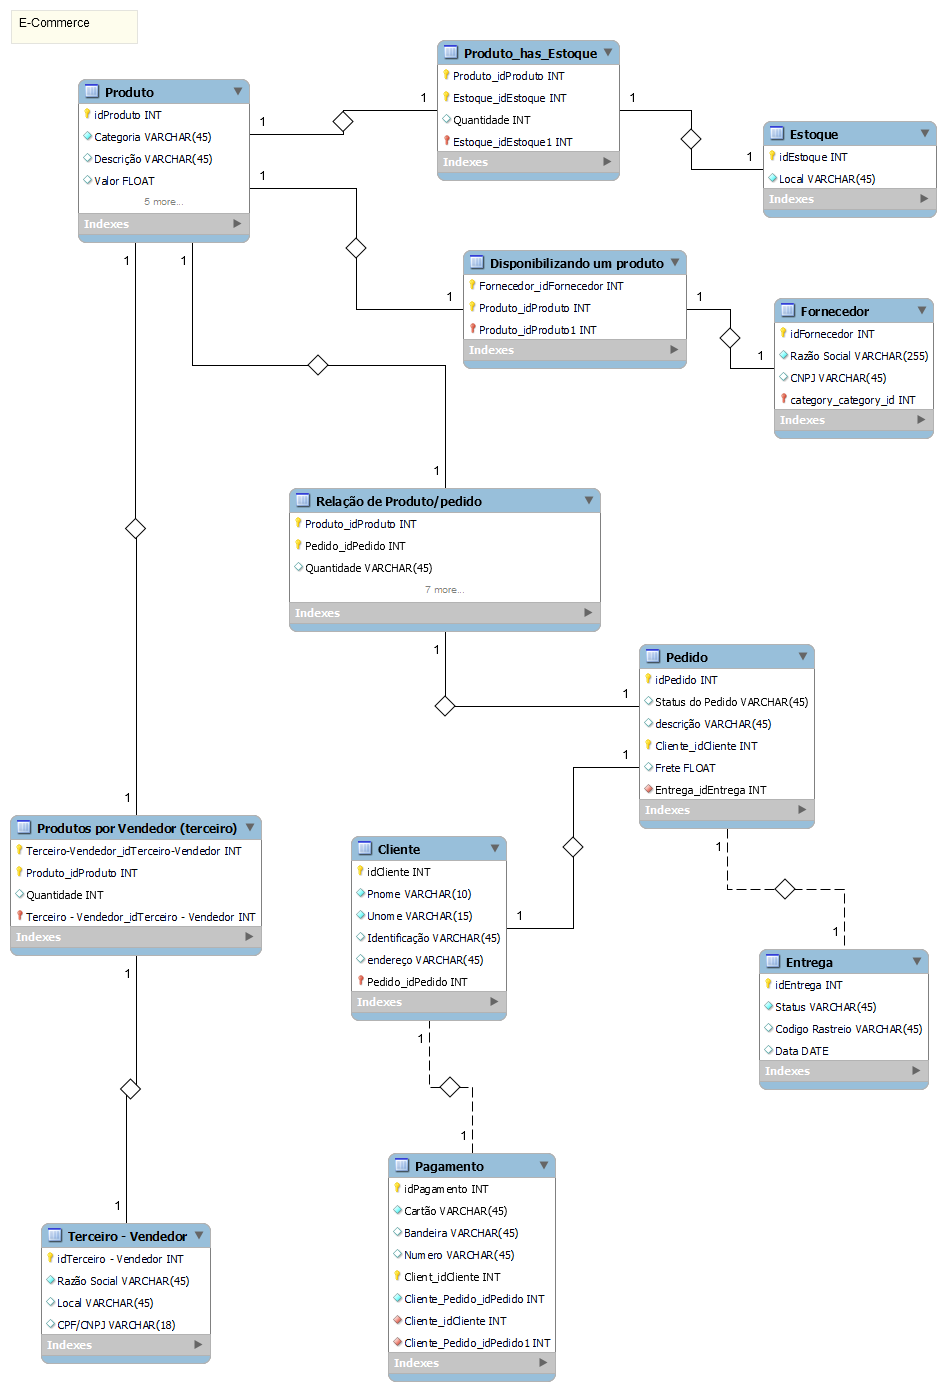 E-Commerce
Produto
idProduto INT
Categoria VARCHAR(45)
Descrição VARCHAR(45)
Valor FLOAT
5 more...
Indexes
Produto_has_Estoque
Produto_idProduto INT
Estoque_idEstoque INT
Quantidade INT
Estoque_idEstoque1 INT
Indexes
Estoque
idEstoque INT
Local VARCHAR(45)
Indexes
1
1
1
1
1
1
Disponibilizando um produto
Fornecedor_idFornecedor INT
Produto_idProduto INT
Produto_idProduto1 INT
Indexes
1
1
Fornecedor
idFornecedor INT
Razão Social VARCHAR(255)
CNPJ VARCHAR(45)
category_category_id INT
Indexes
1
1
1
Relação de Produto/pedido
Produto_idProduto INT
Pedido_idPedido INT
Quantidade VARCHAR(45)
7 more...
Indexes
1
1
Pedido
idPedido INT
Status do Pedido VARCHAR(45)
descrição VARCHAR(45)
Cliente_idCliente INT
Frete FLOAT
Entrega_idEntrega INT
Indexes
1
1
1
Produtos por Vendedor (terceiro)
Terceiro-Vendedor_idTerceiro-Vendedor INT
Produto_idProduto INT
Quantidade INT
Terceiro - Vendedor_idTerceiro - Vendedor INT
Indexes
Cliente
idCliente INT
Pnome VARCHAR(10)
Unome VARCHAR(15)
Identificação VARCHAR(45)
endereço VARCHAR(45)
Pedido_idPedido INT
Indexes
1
1
Entrega
idEntrega INT
Status VARCHAR(45)
Codigo Rastreio VARCHAR(45)
Data DATE
Indexes
1
1
1
Pagamento
idPagamento INT
Cartão VARCHAR(45)
Bandeira VARCHAR(45)
Numero VARCHAR(45)
Client_idCliente INT
Cliente_Pedido_idPedido INT
Cliente_idCliente INT
Cliente_Pedido_idPedido1 INT
Indexes
1
Terceiro - Vendedor
idTerceiro - Vendedor INT
Razão Social VARCHAR(45)
Local VARCHAR(45)
CPF/CNPJ VARCHAR(18)
Indexes